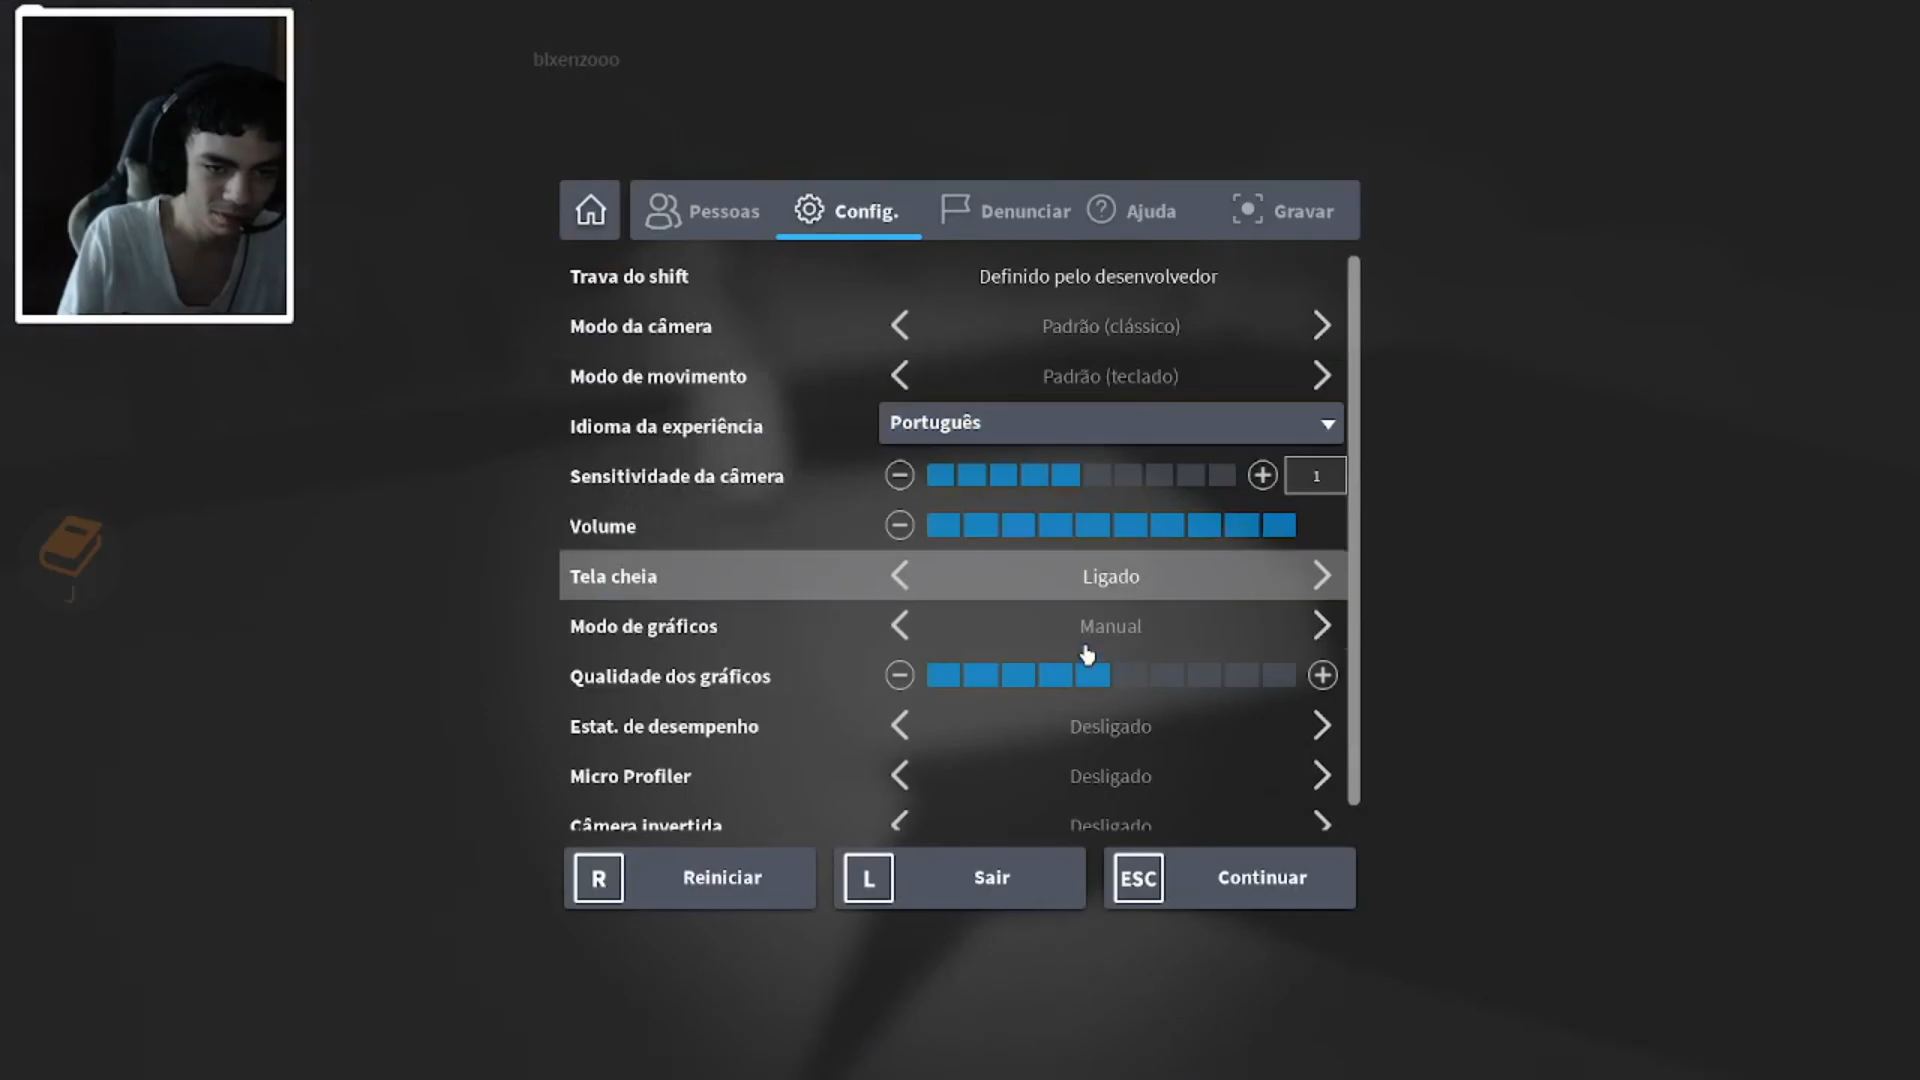 blxenzooo
Pessoas Config. Denunciar Ajuda Gravar
Trava do shift Definido pelo desenvolvedor
Modo da câmera Padrão (clássico)
Modo de movimento Padrão (teclado)
Idioma da experiência Português
Sensitividade da câmera 1
Volume
Tela cheia Ligado
Modo de gráficos Manual
Qualidade dos gráficos
Estat. de desempenho Desligado
Micro Profiler Desligado
Câmera invertida Desligado
J
R Reiniciar L Sair ESC Continuar